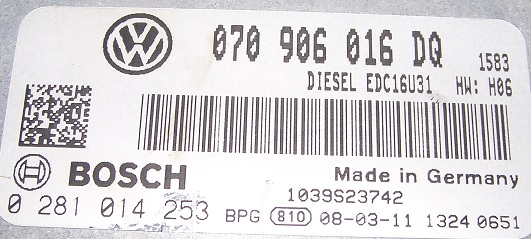 070 906 016 DQ 1583
DIESEL EDC16U31 HW: H06
BOSCH Made in Germany
1039S23742
0 281 014 253 BPG 810 08-03-11 1324 0651